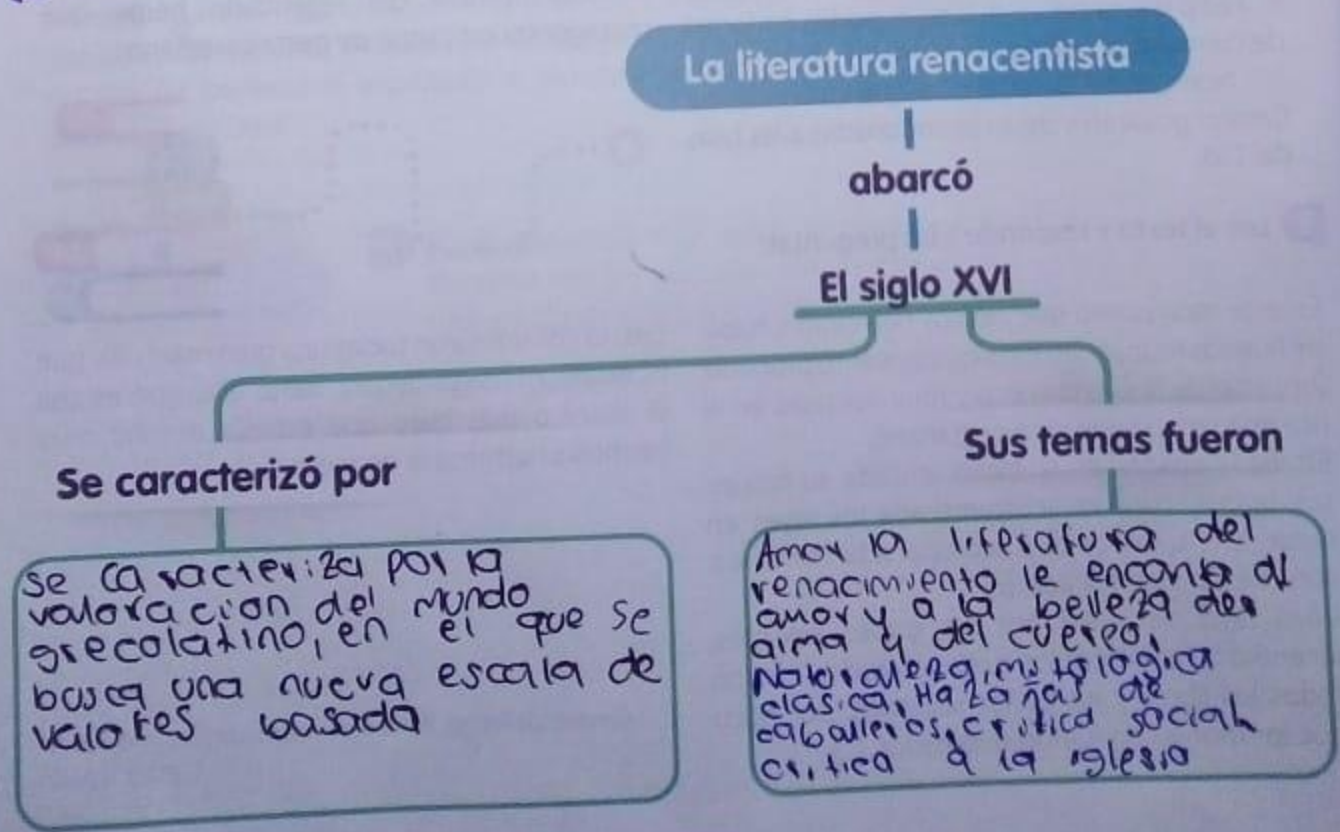 La literatura renacentista
abarcó
El siglo XVI
Se caracterizó por
se caracteriza por la
valoracion del mundo
grecolatino, en el que se
busca una nueva escala de
valores basada
Sus temas fueron
Amor la literatura del
renacimiento le encanta al
amor y a la belleza del
alma y del cuerpo,
Naturaleza, mitologica
clasica, Hazañas de
caballeros, critica social
critica a la iglesia